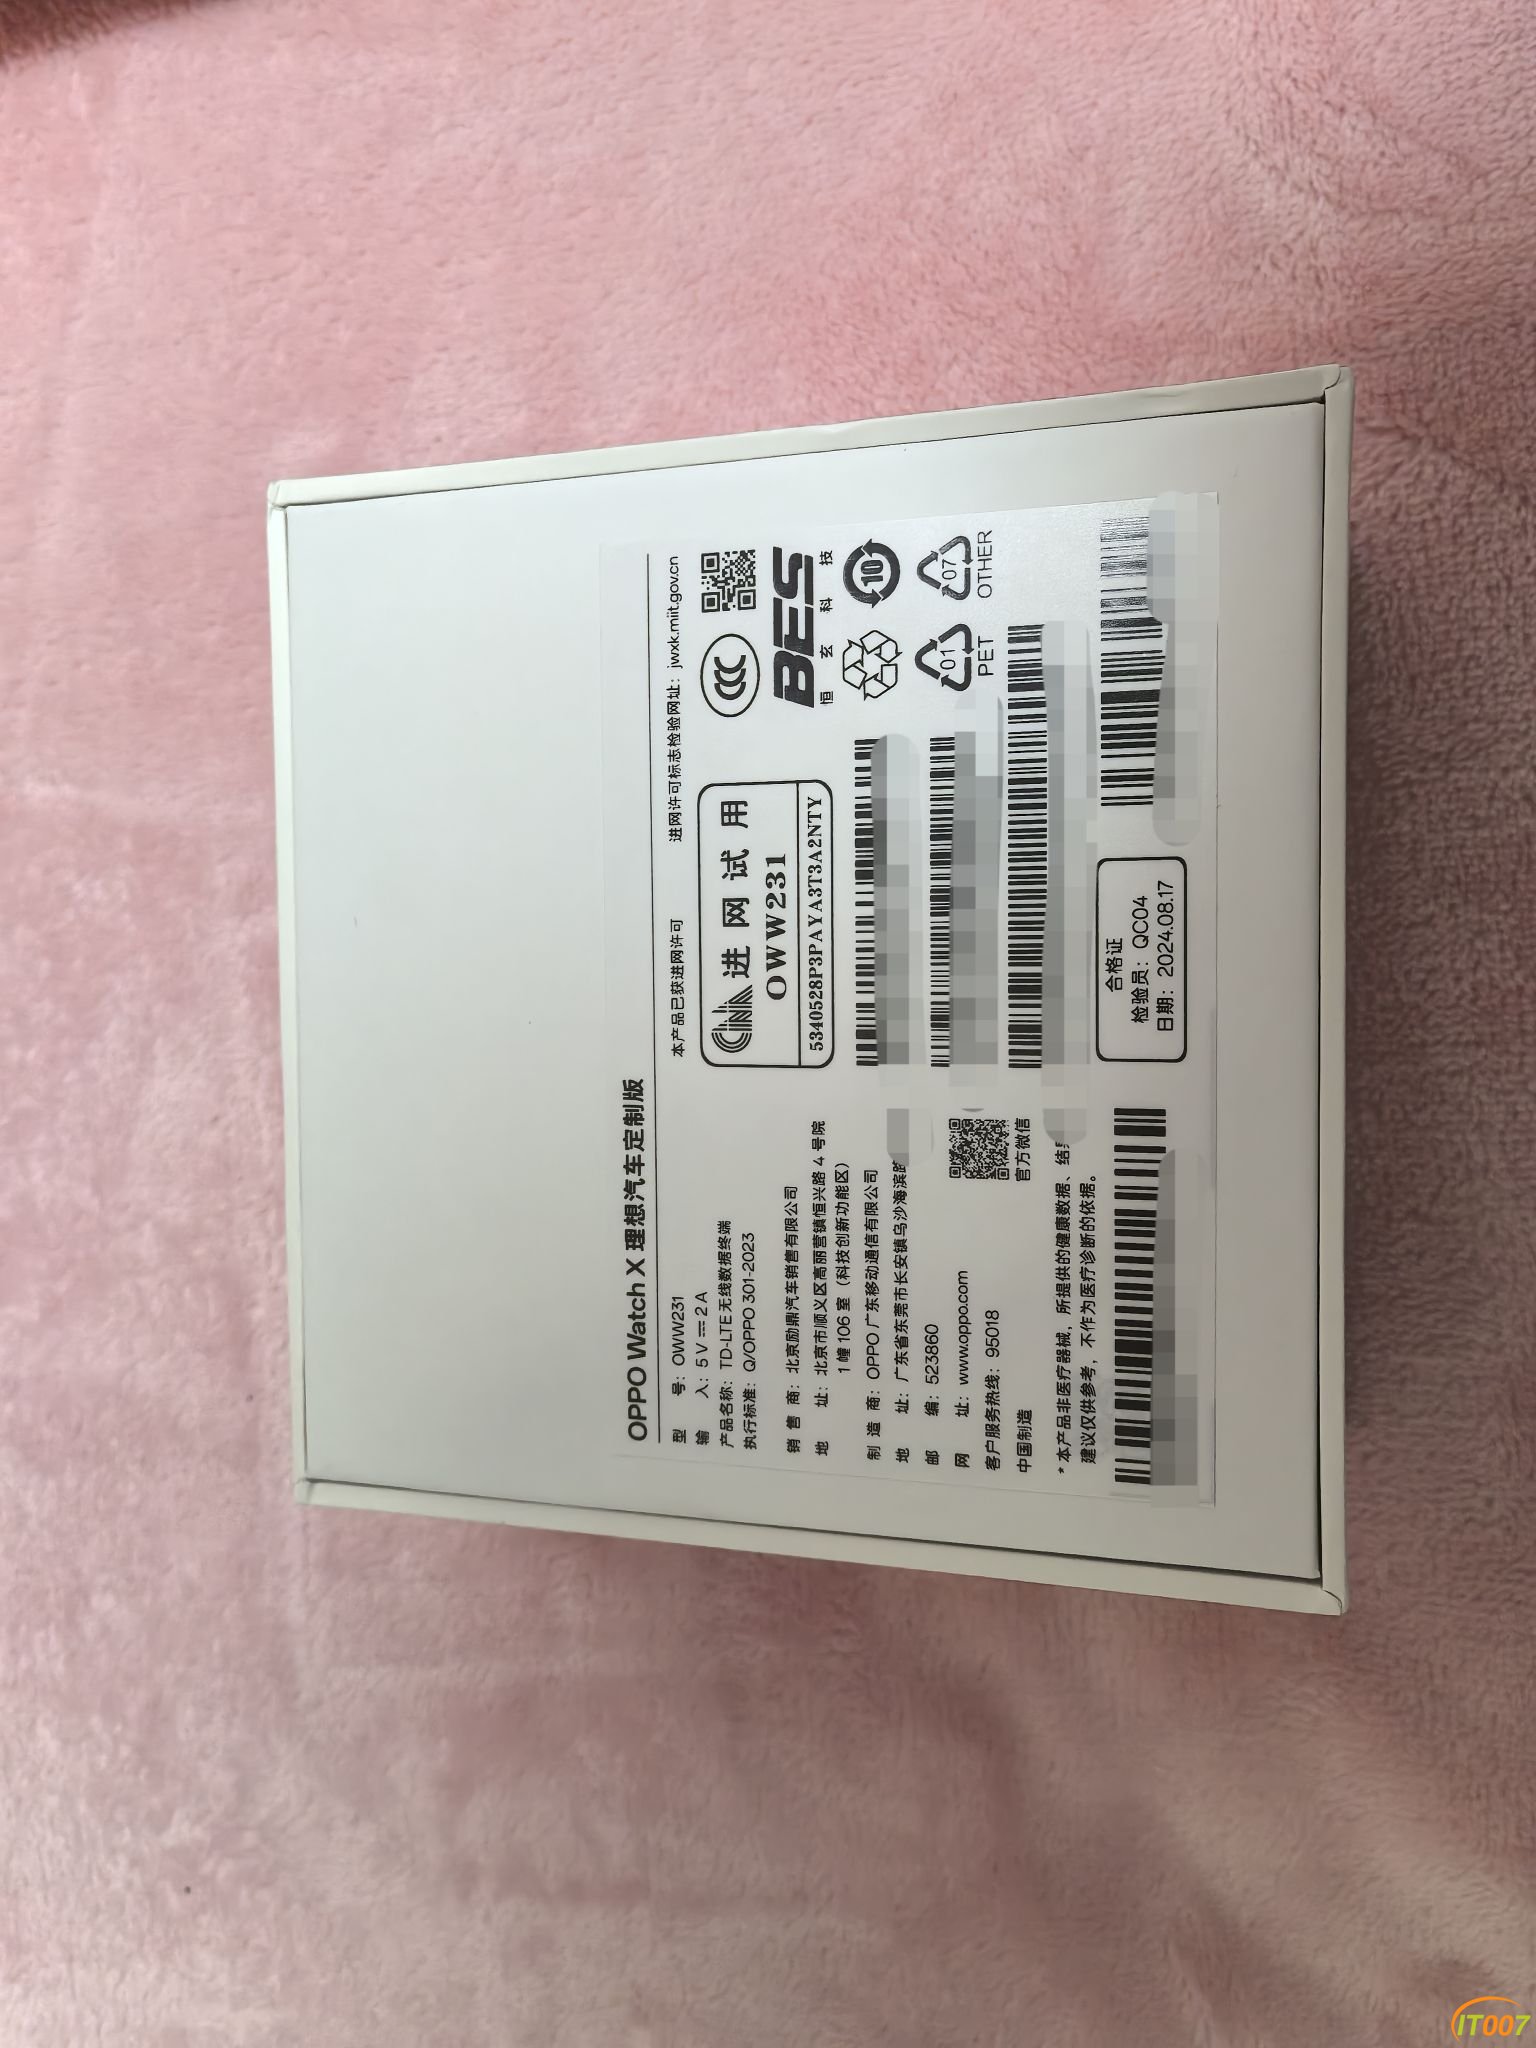 OPPO Watch X 理想汽车定制版
型 号：OWW231
输 入：5 V ⎓ 2 A
产品名称：TD-LTE 无线数据终端
执行标准：Q/OPPO 301-2023
销 售 商：北京励鼎汽车销售有限公司
地 址：北京市顺义区高丽营镇恒兴路 4 号院
1 幢 106 室（科技创新功能区）
制 造 商：OPPO 广东移动通信有限公司
地 址：广东省东莞市长安镇乌沙海滨路
邮 编：523860
网 址：www.oppo.com
客户服务热线：95018
中国制造
官方微信
* 本产品非医疗器械，所提供的健康数据、结果
建议仅供参考，不作为医疗诊断的依据。
本产品已获进网许可
进网许可标志检验网址：jwxk.miit.gov.cn
CNA 进网试用
OWW231
5340528P3PAYA3T3A2NTY
CCC
BES
恒玄科技
10
01
PET
07
OTHER
合格证
检验员：QC04
日期：2024.08.17
IT007